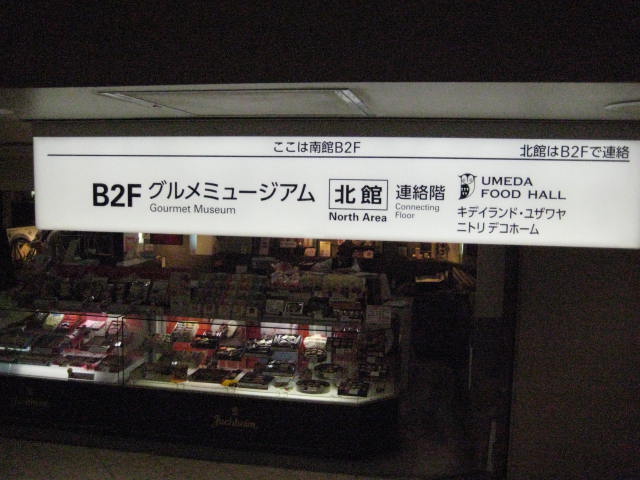 ここは南館B2F
北館はB2Fで連絡
B2F グルメミュージアム
Gourmet Museum
北館
North Area
連絡階
Connecting
Floor
UMEDA
FOOD HALL
キデイランド・ユザワヤ
ニトリ デコホーム
Juchheim